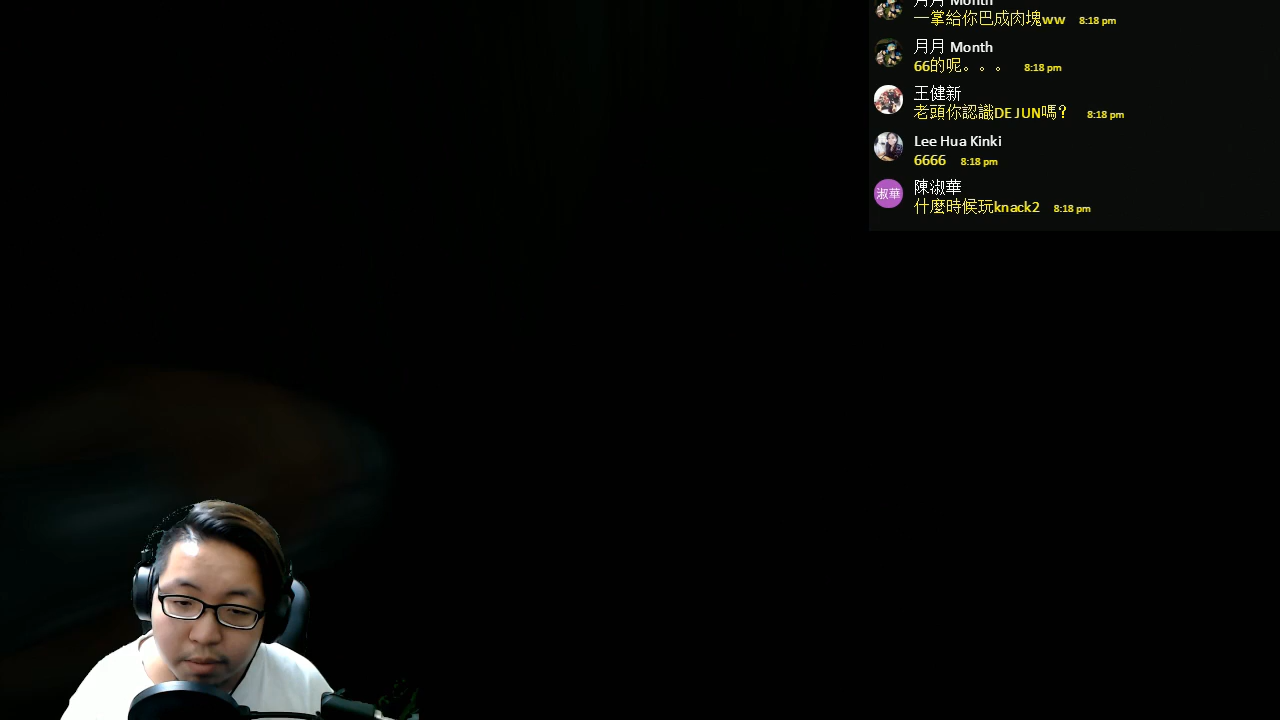 月月 Month
一掌給你巴成肉塊ww 8:18 pm
月月 Month
66的呢。。。 8:18 pm
王健新
老頭你認識DE JUN嗎? 8:18 pm
Lee Hua Kinki
6666 8:18 pm
淑華
陳淑華
什麼時候玩knack2 8:18 pm